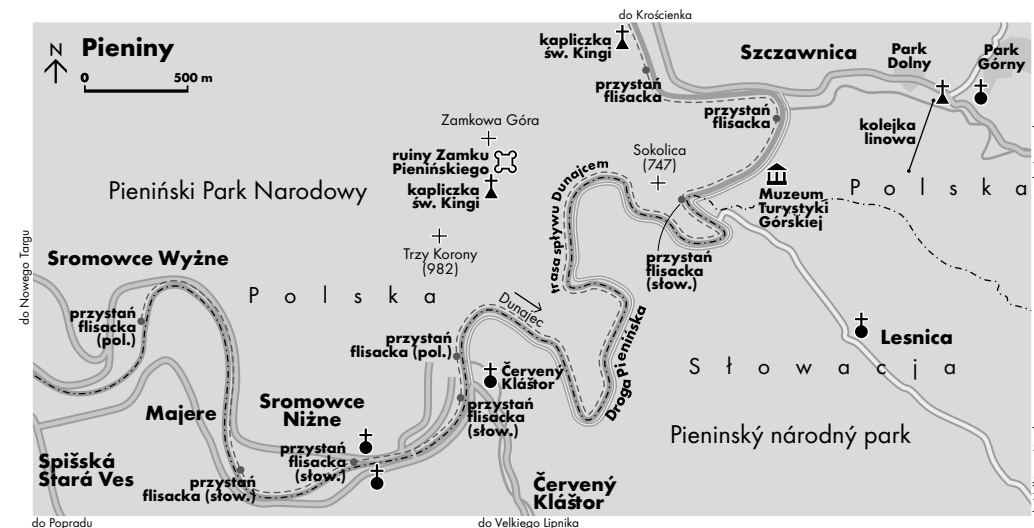 do Krościenka
N
Pieniny
0 500 m
kapliczka
św. Kingi
Szczawnica
Park
Dolny
Park
Górny
przystań
flisacka
przystań
flisacka
kolejka
linowa
Zamkowa Góra
ruiny Zamku
Pienińskiego
kapliczka
św. Kingi
Sokolica
(747)
Pieniński Park Narodowy
Muzeum
Turystyki
Górskiej
Polska
trasa spływu Dunajcem
Trzy Korony
(982)
przystań
flisacka
(słow.)
do Nowego Targu
Sromowce Wyżne
Polska
Dunajec
przystań
flisacka
(pol.)
przystań
flisacka (pol.)
Droga Pienińska
Lesnica
Słowacja
Červený
Kláštor
Majere
Sromowce
Niżne
przystań
flisacka
(słow.)
Pieninský národný park
przystań
flisacka
(słow.)
Spišská
Stará Ves
przystań
flisacka (słow.)
Červený
Kláštor
do Popradu
do Velkiego Lipnika